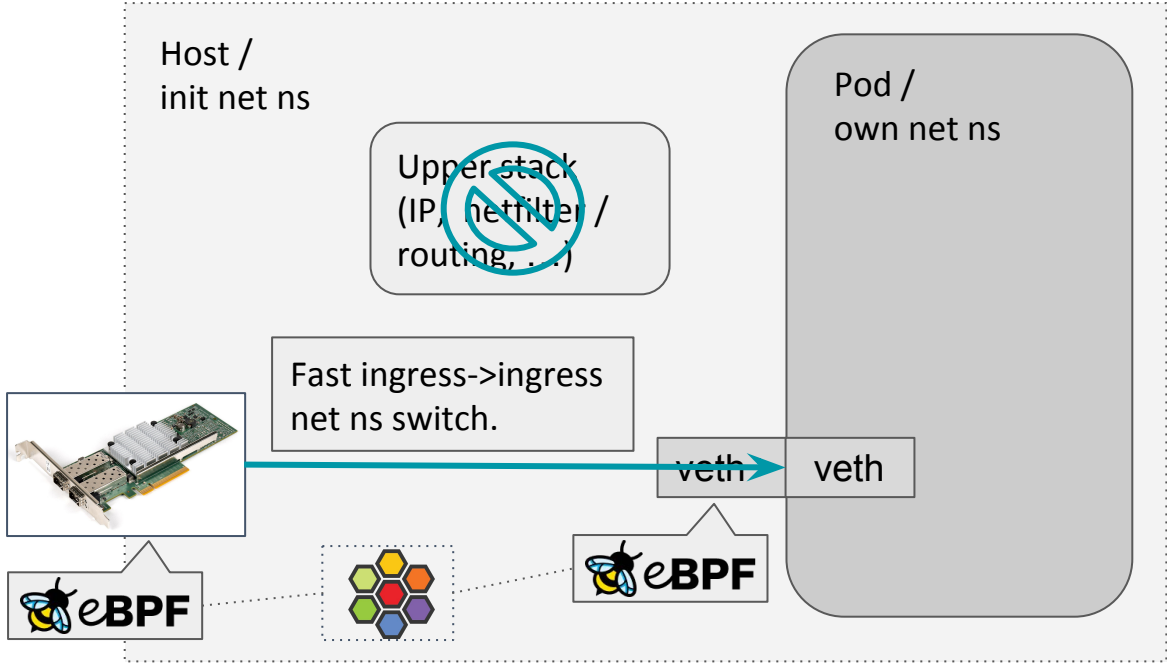 Host /
init net ns
Pod /
own net ns
Upper stack
(IP, netfilter /
routing, ...)
Fast ingress->ingress
net ns switch.
veth
veth
eBPF
eBPF